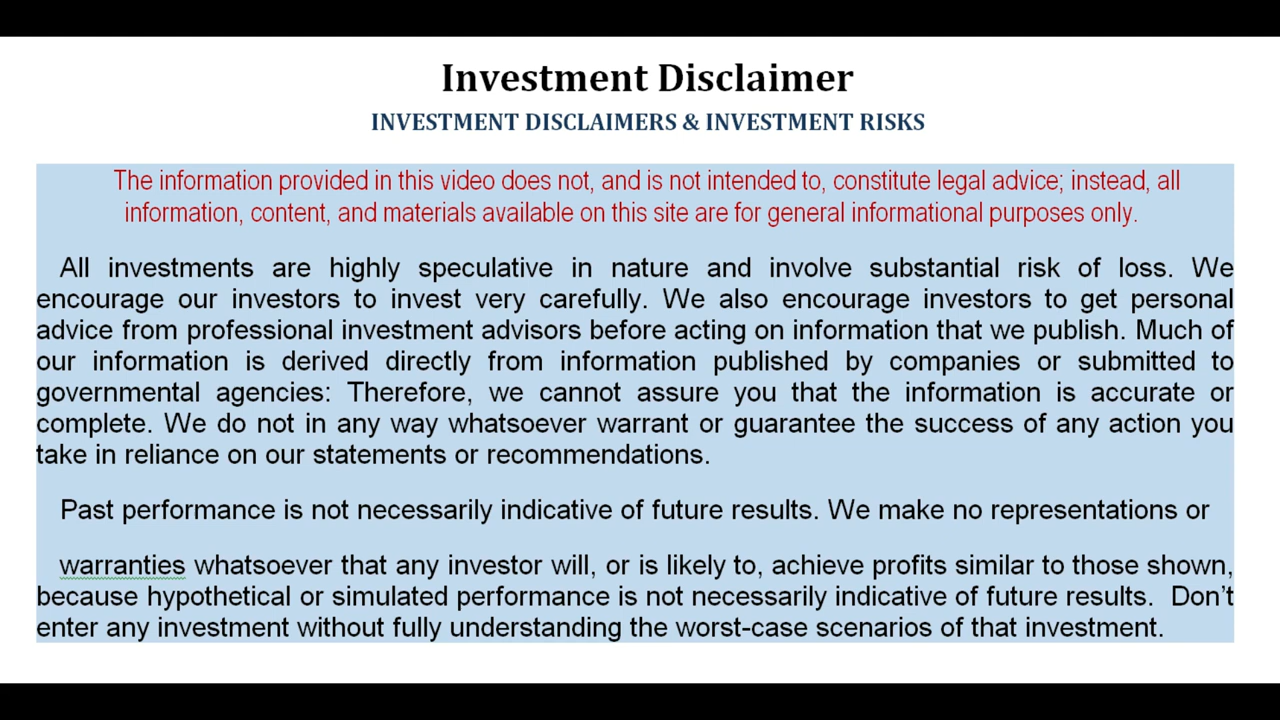 Investment Disclaimer
INVESTMENT DISCLAIMERS & INVESTMENT RISKS
The information provided in this video does not, and is not intended to, constitute legal advice; instead, all
information, content, and materials available on this site are for general informational purposes only.
All investments are highly speculative in nature and involve substantial risk of loss. We
encourage our investors to invest very carefully. We also encourage investors to get personal
advice from professional investment advisors before acting on information that we publish. Much of
our information is derived directly from information published by companies or submitted to
governmental agencies: Therefore, we cannot assure you that the information is accurate or
complete. We do not in any way whatsoever warrant or guarantee the success of any action you
take in reliance on our statements or recommendations.
Past performance is not necessarily indicative of future results. We make no representations or
warranties whatsoever that any investor will, or is likely to, achieve profits similar to those shown,
because hypothetical or simulated performance is not necessarily indicative of future results. Don’t
enter any investment without fully understanding the worst-case scenarios of that investment.